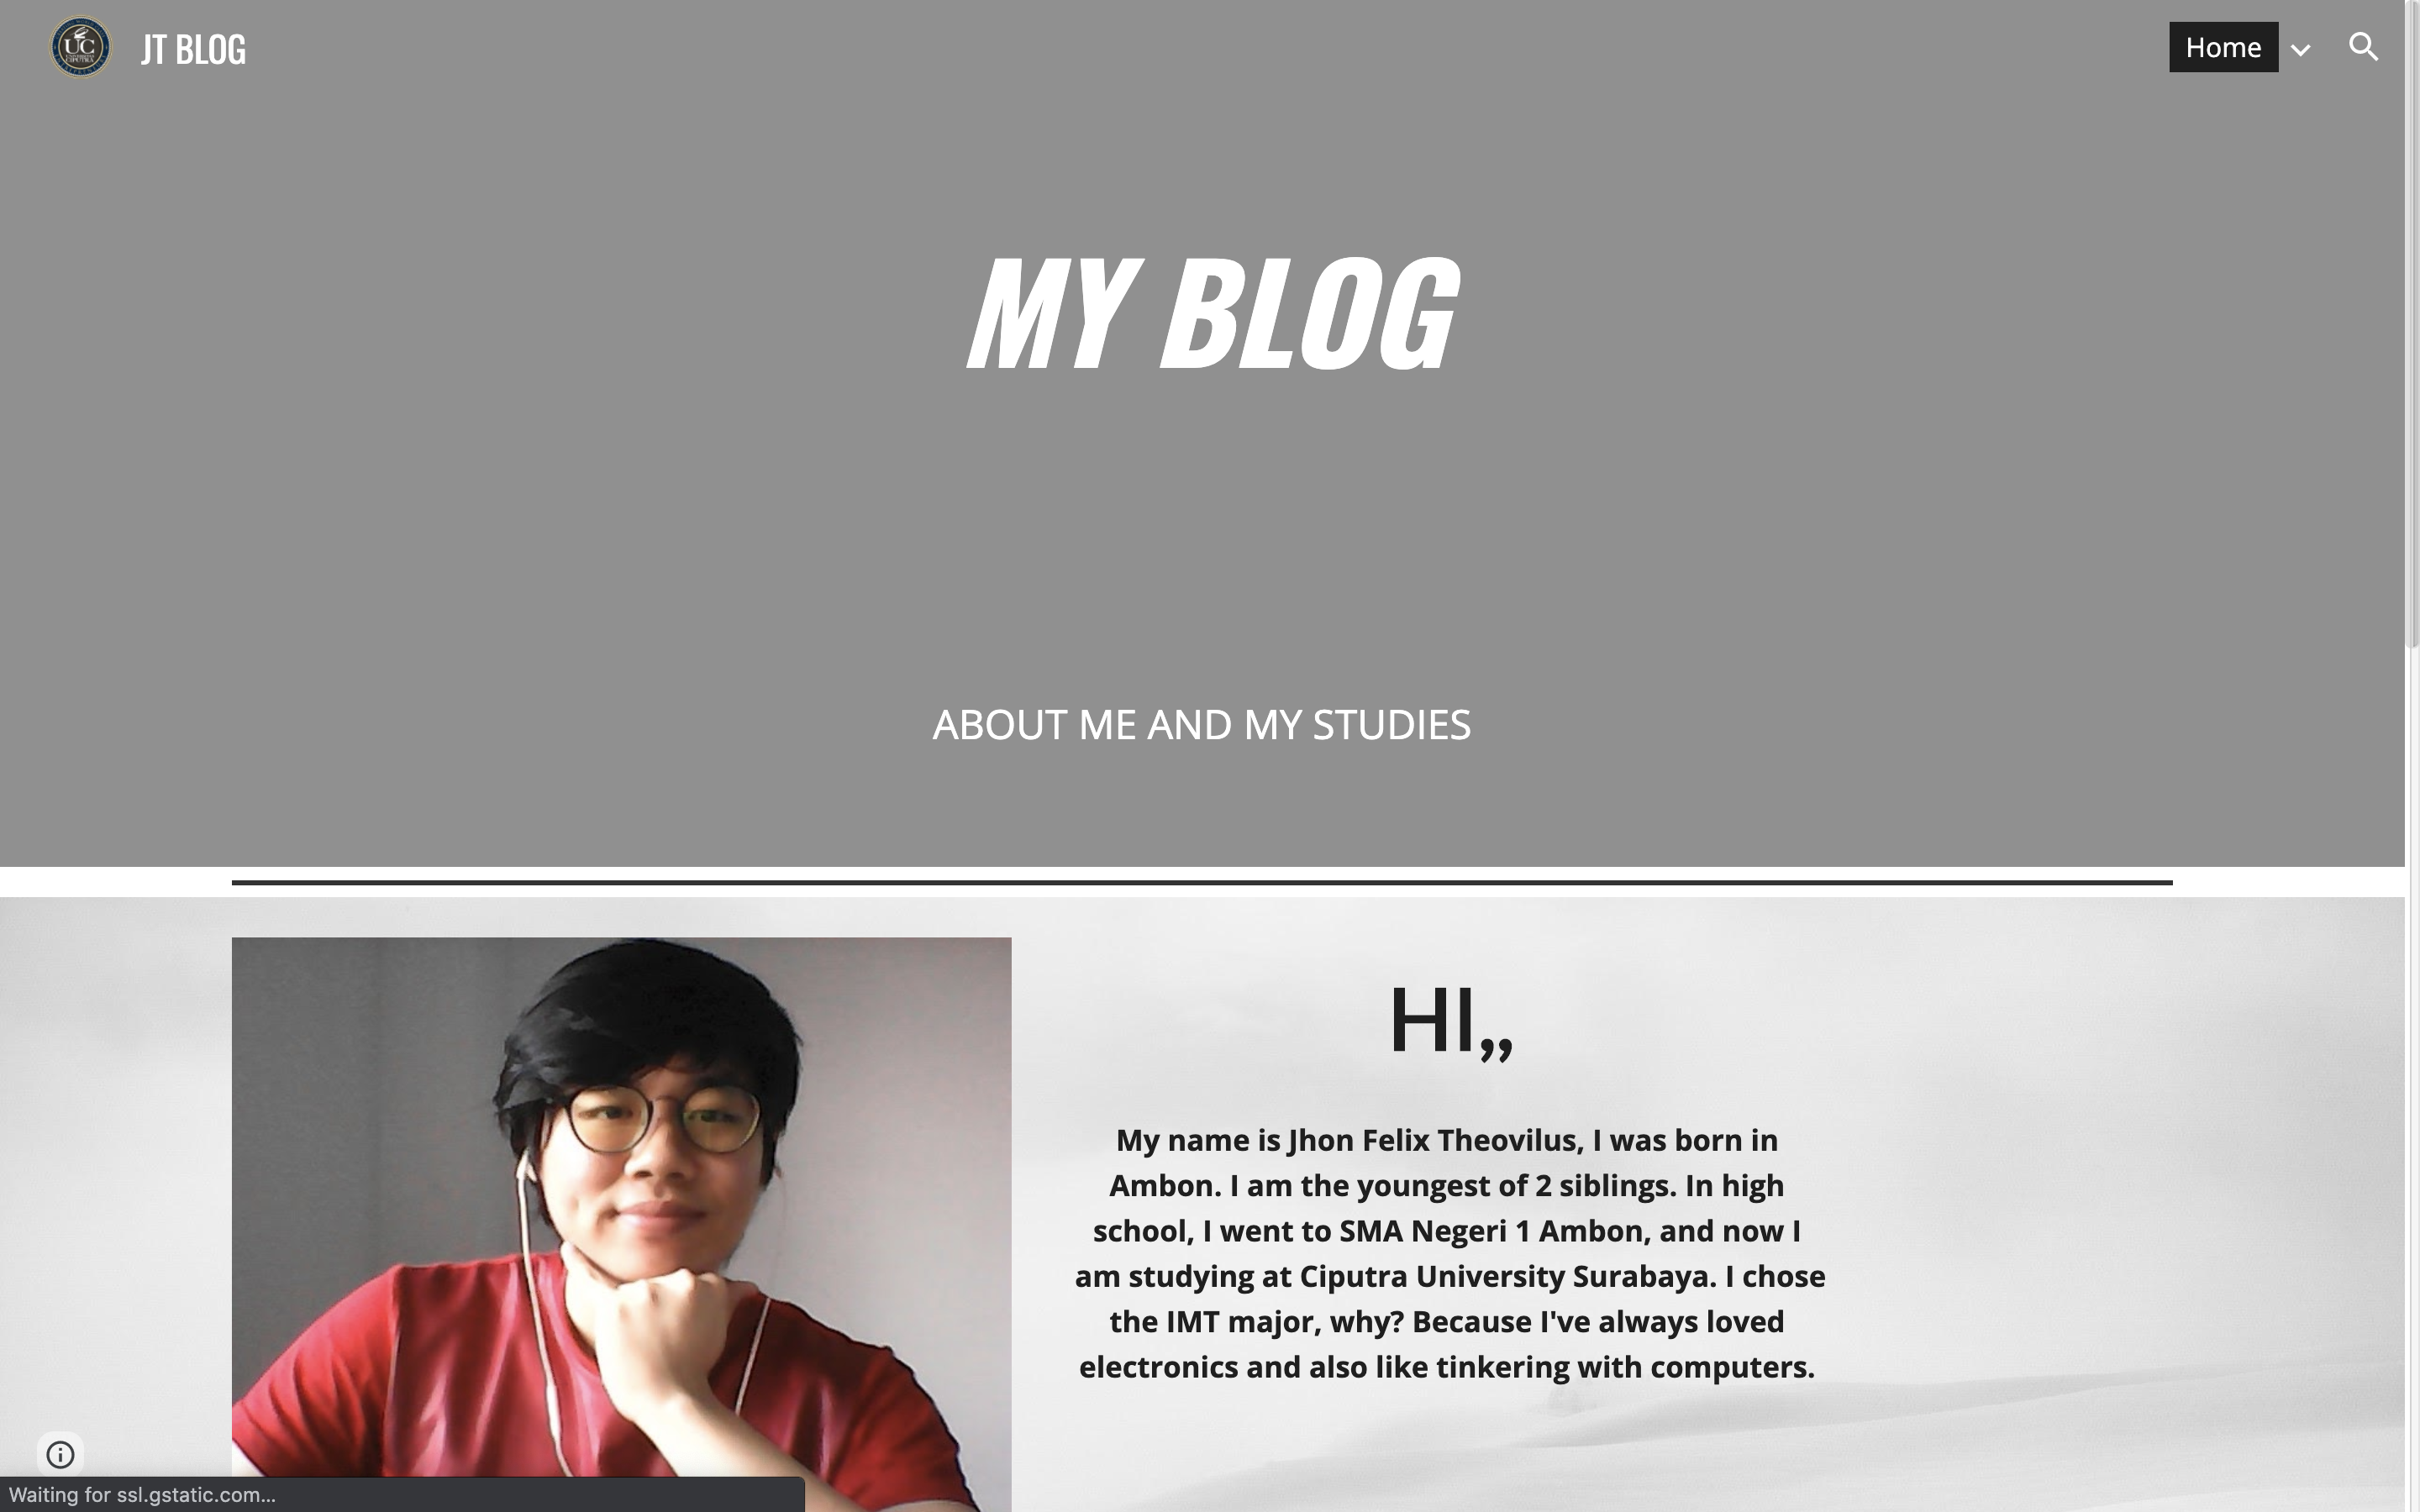 UC
JT BLOG
Home
MY BLOG
ABOUT ME AND MY STUDIES
HI,,
My name is Jhon Felix Theovilus, I was born in
Ambon. I am the youngest of 2 siblings. In high
school, I went to SMA Negeri 1 Ambon, and now I
am studying at Ciputra University Surabaya. I chose
the IMT major, why? Because I've always loved
electronics and also like tinkering with computers.
Waiting for ssl.gstatic.com...